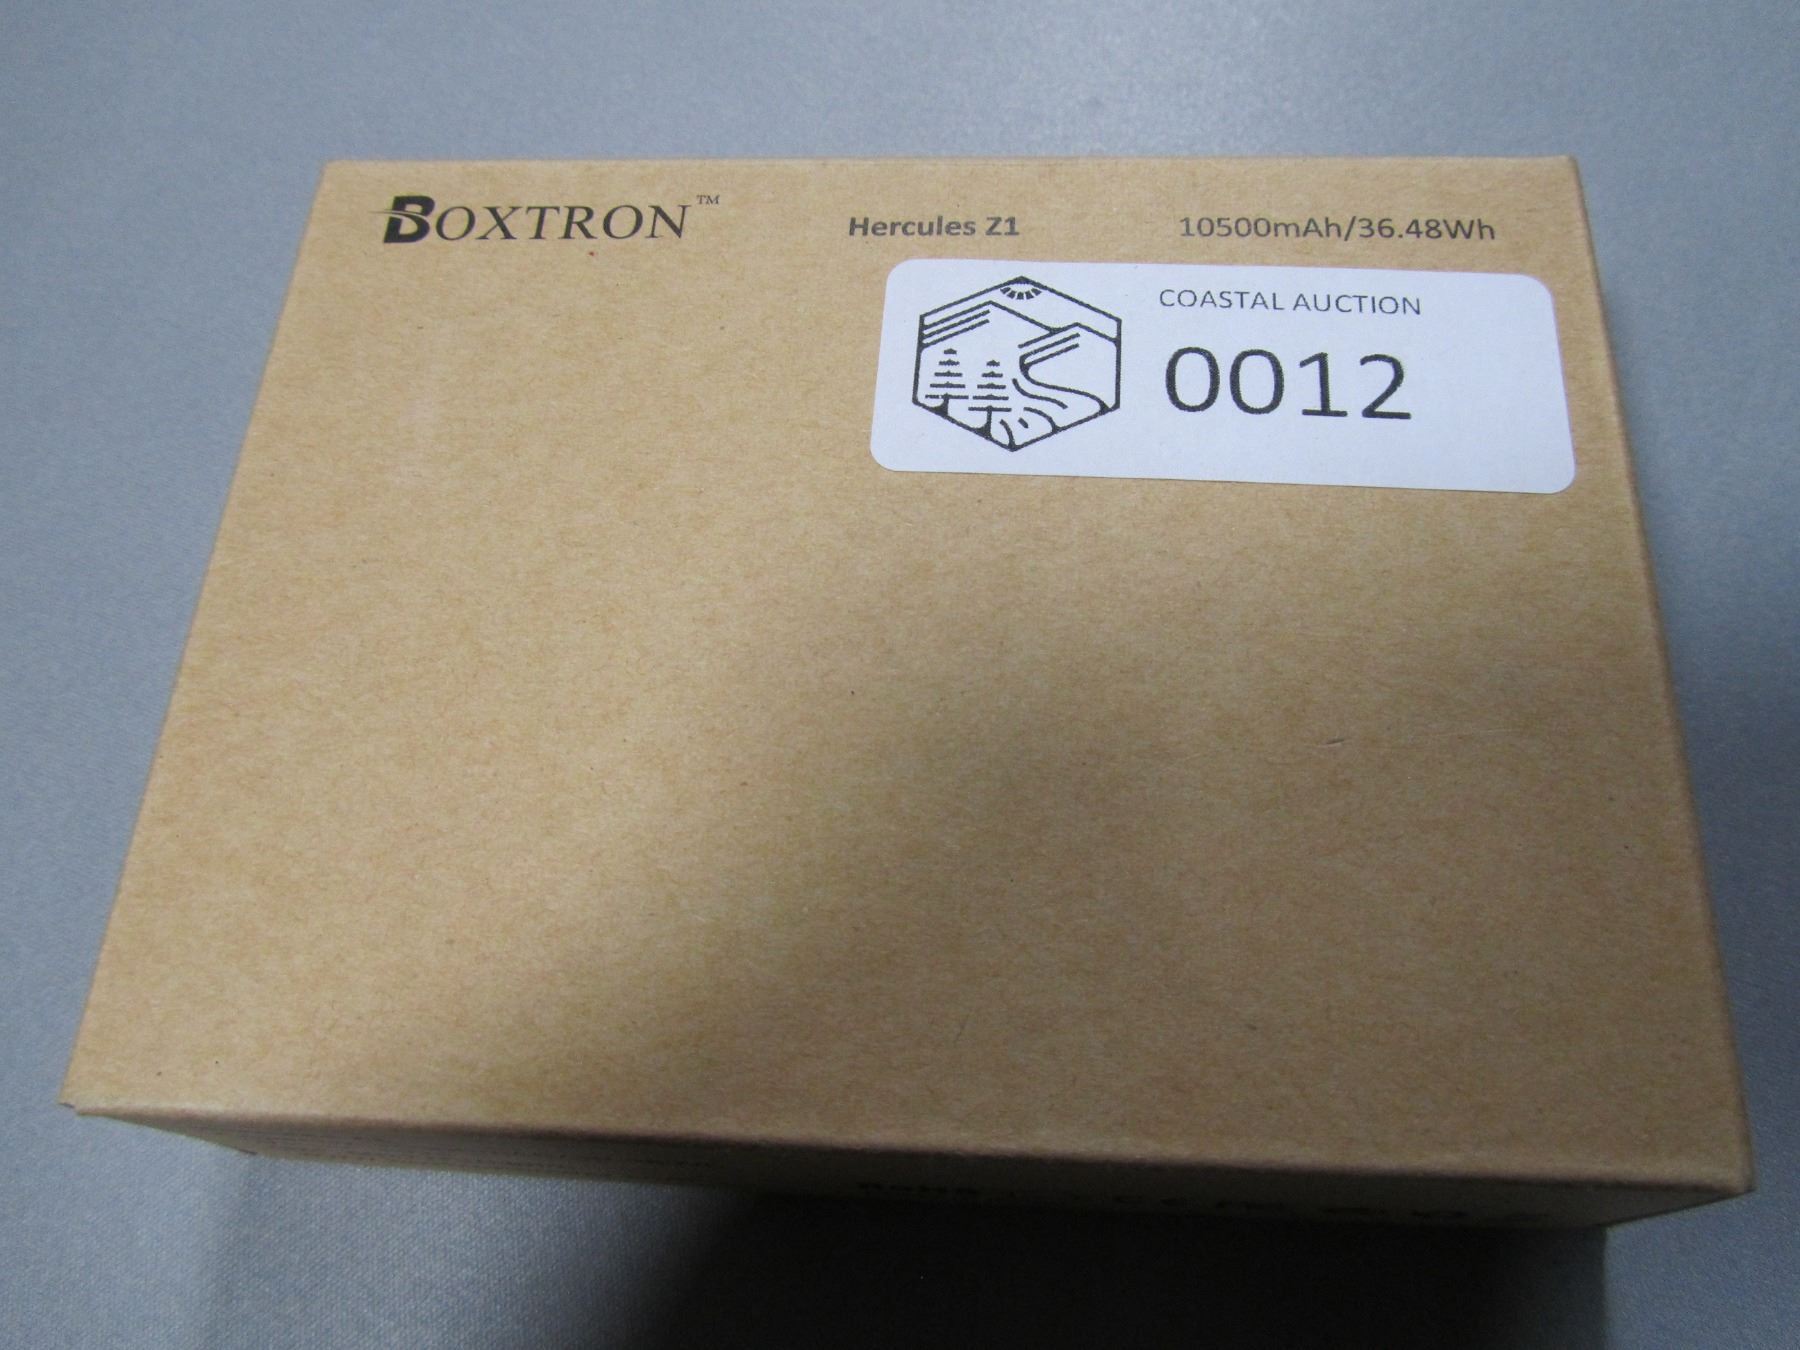 BOXTRON™ Hercules Z1 10500mAh/36.48Wh
COASTAL AUCTION
0012